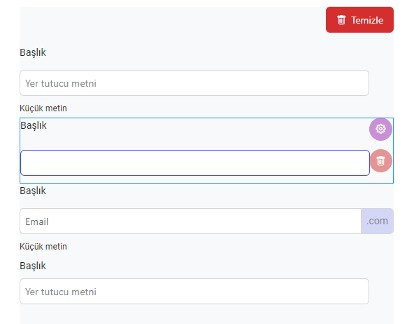 Temizle
Başlık
Yer tutucu metni
Küçük metin
Başlık
Başlık
Email .com
Küçük metin
Başlık
Yer tutucu metni